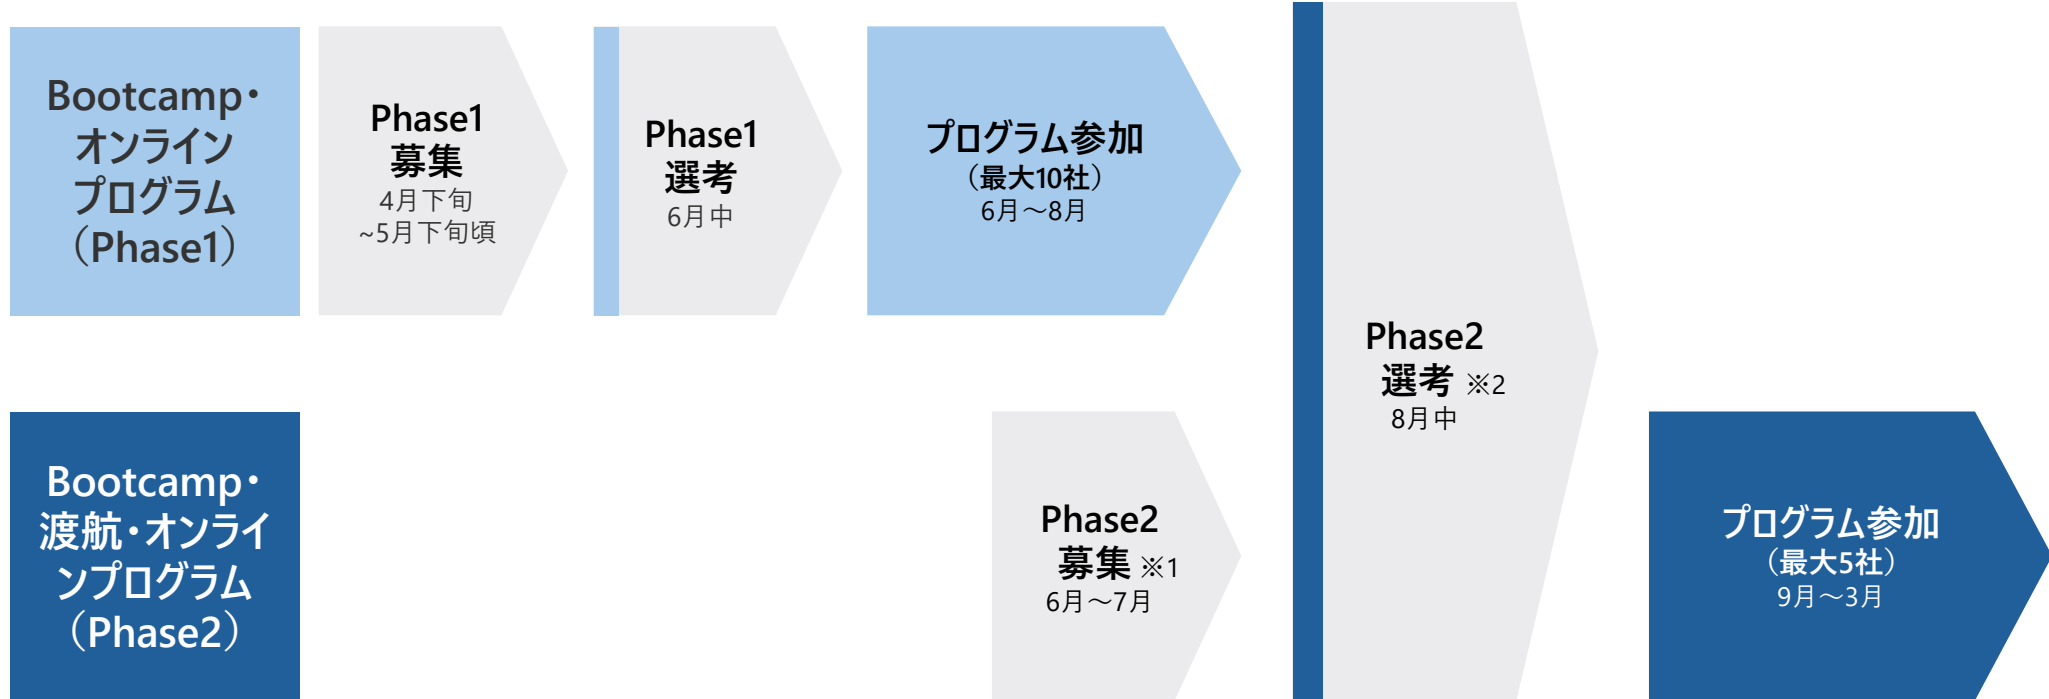 Bootcamp・
オンライン
プログラム
（Phase1）
Phase1
募集
4月下旬
~5月下旬頃
Phase1
選考
6月中
プログラム参加
（最大10社）
6月～8月
Phase2
選考 ※2
8月中
Bootcamp・
渡航・オンライ
ンプログラム
（Phase2）
Phase2
募集 ※1
6月～7月
プログラム参加
（最大5社）
9月～3月